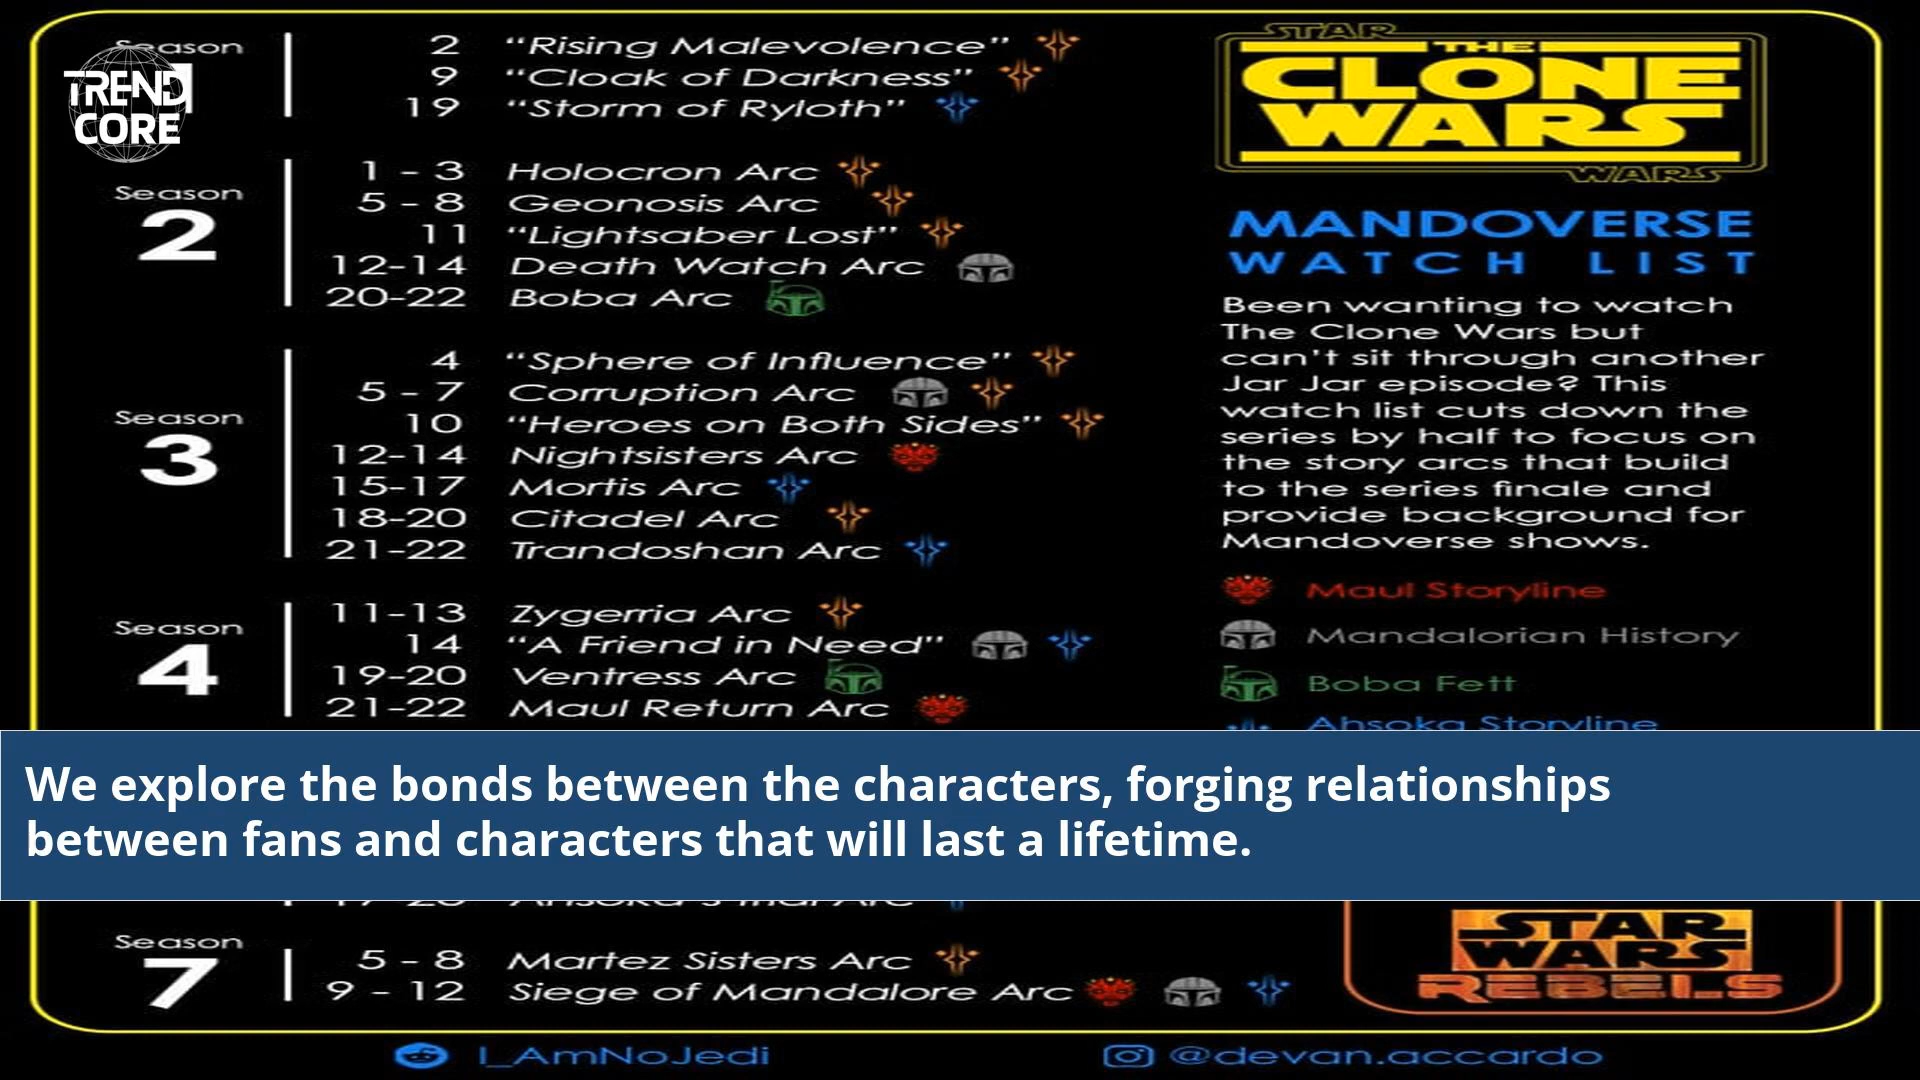 Season
TREND
CORE
2 “Rising Malevolence”
9 “Cloak of Darkness”
19 “Storm of Ryloth”
Season
2
1 - 3 Holocron Arc
5 - 8 Geonosis Arc
11 “Lightsaber Lost”
12-14 Death Watch Arc
20-22 Boba Arc
Season
3
4 “Sphere of Influence”
5 - 7 Corruption Arc
10 “Heroes on Both Sides”
12-14 Nightsisters Arc
15-17 Mortis Arc
18-20 Citadel Arc
21-22 Trandoshan Arc
Season
4
11-13 Zygerria Arc
14 “A Friend in Need”
19-20 Ventress Arc
21-22 Maul Return Arc
STAR
THE
CLONE
WARS
WARS
MANDOVERSE
WATCH LIST
Been wanting to watch
The Clone Wars but
can't sit through another
Jar Jar episode? This
watch list cuts down the
series by half to focus on
the story arcs that build
to the series finale and
provide background for
Mandoverse shows.
Maul Storyline
Mandalorian History
Boba Fett
Ahsoka Storyline
We explore the bonds between the characters, forging relationships
between fans and characters that will last a lifetime.
Season
7
5 - 8 Martez Sisters Arc
9 - 12 Siege of Mandalore Arc
STAR
WARS
REBELS
I_AmNoJedi
@devan.accardo